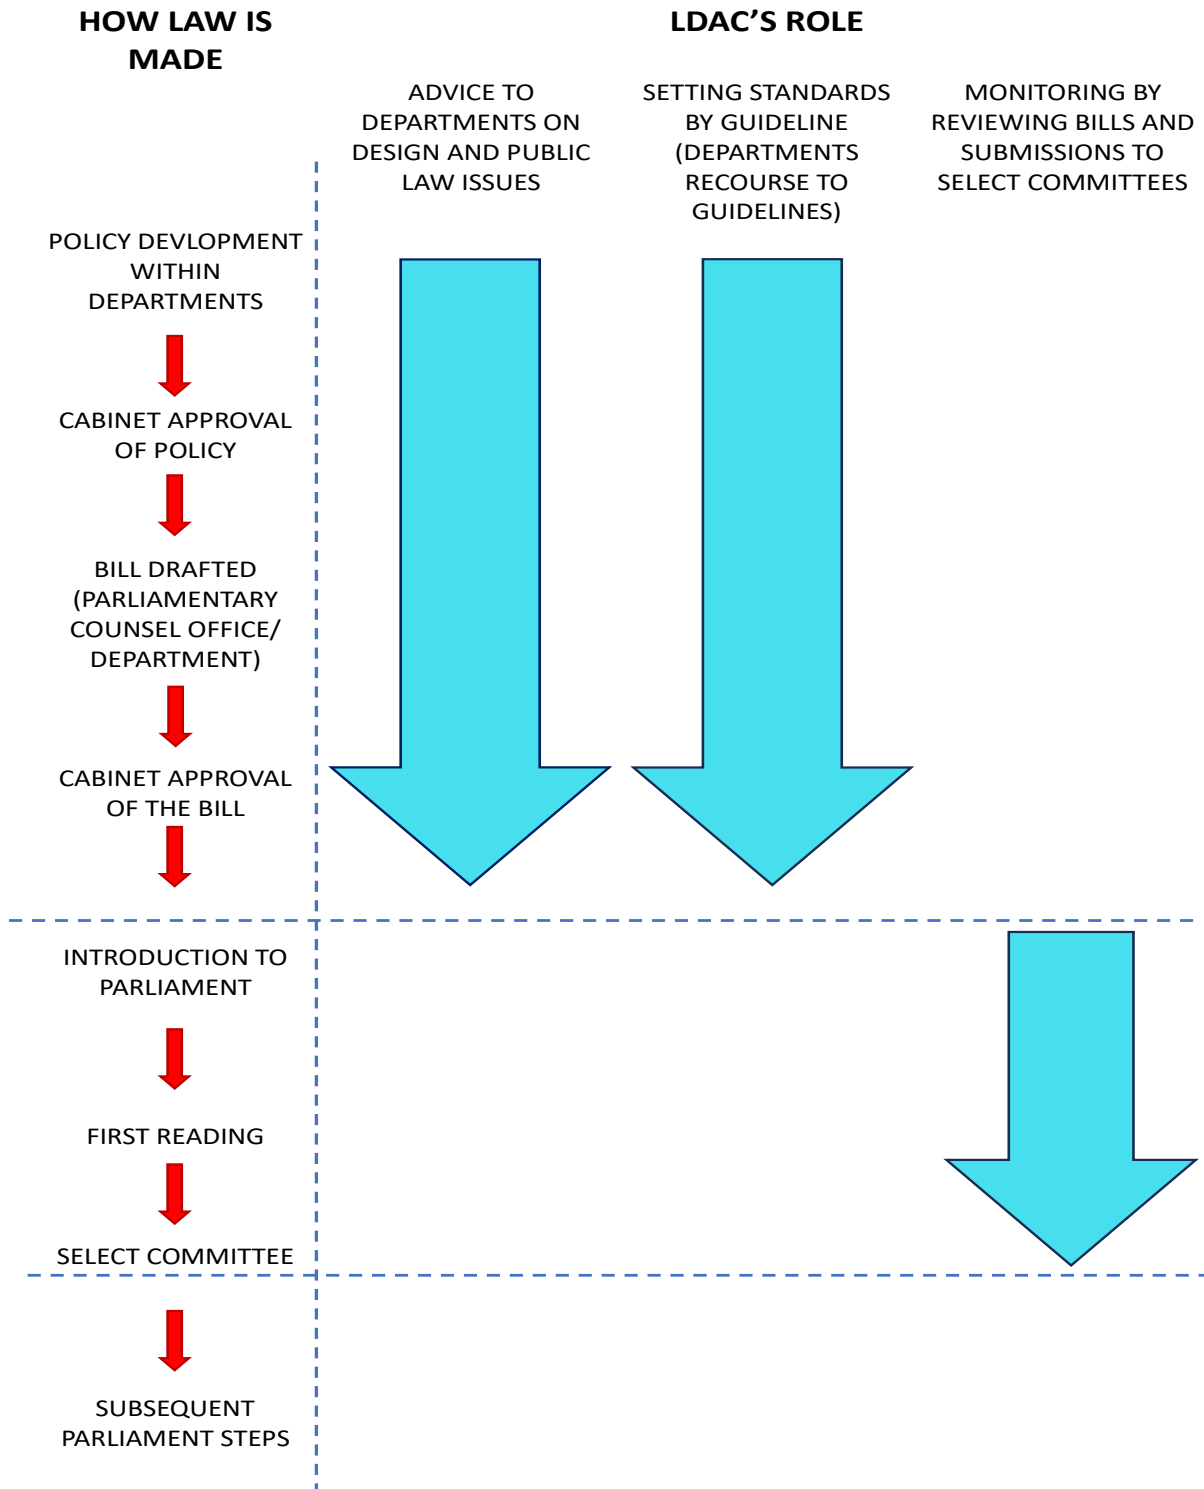 HOW LAW IS
MADE
LDAC’S ROLE
ADVICE TO
DEPARTMENTS ON
DESIGN AND PUBLIC
LAW ISSUES
SETTING STANDARDS
BY GUIDELINE
(DEPARTMENTS
RECOURSE TO
GUIDELINES)
MONITORING BY
REVIEWING BILLS AND
SUBMISSIONS TO
SELECT COMMITTEES
POLICY DEVLOPMENT
WITHIN
DEPARTMENTS
CABINET APPROVAL
OF POLICY
BILL DRAFTED
(PARLIAMENTARY
COUNSEL OFFICE/
DEPARTMENT)
CABINET APPROVAL
OF THE BILL
INTRODUCTION TO
PARLIAMENT
FIRST READING
SELECT COMMITTEE
SUBSEQUENT
PARLIAMENT STEPS